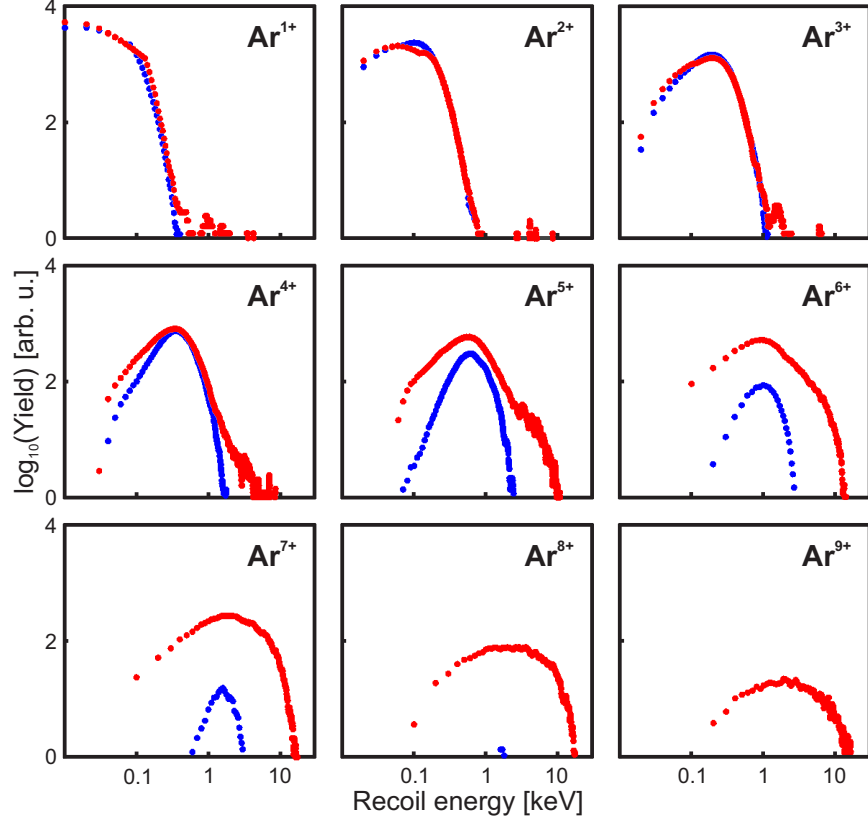 Ar¹⁺ Ar²⁺ Ar³⁺
4
2
0
Ar⁴⁺ Ar⁵⁺ Ar⁶⁺
4
2
0
log₁₀(Yield) [arb. u.]
Ar⁷⁺ Ar⁸⁺ Ar⁹⁺
4
2
0
0.1 1 10 0.1 1 10 0.1 1 10
Recoil energy [keV]